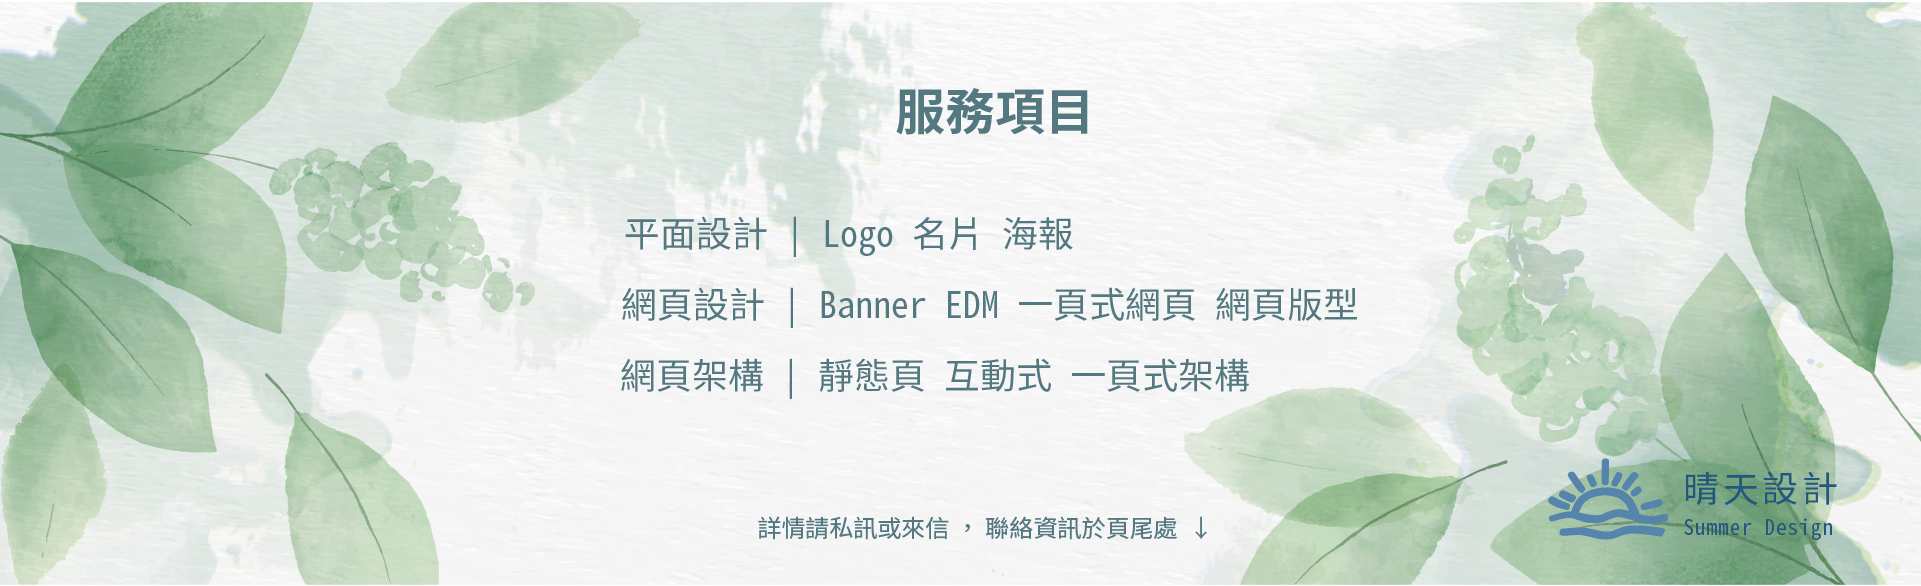 服務項目
平面設計 | Logo 名片 海報
網頁設計 | Banner EDM 一頁式網頁 網頁版型
網頁架構 | 靜態頁 互動式 一頁式架構
詳情請私訊或來信 ， 聯絡資訊於頁尾處 ↓
晴天設計
Summer Design